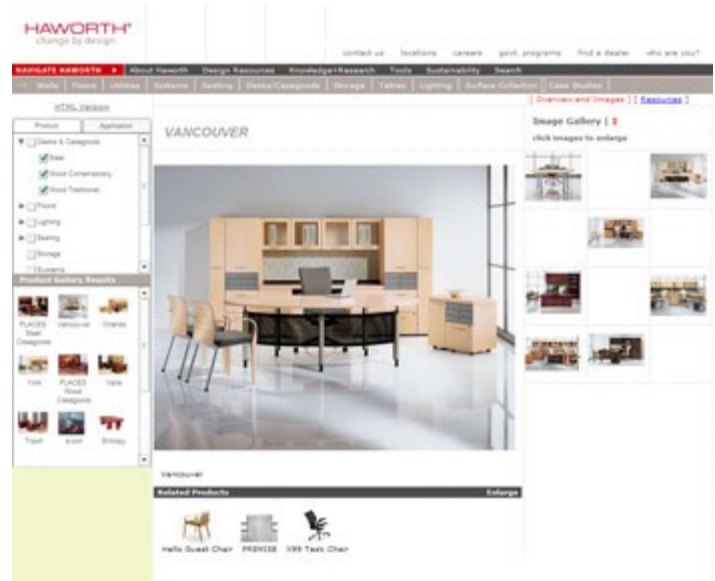 HAWORTH®
change by design
contact us locations careers govt. programs find a dealer who are you?
NAVIGATE HAWORTH About Haworth Design Resources Knowledge+Research Tools Sustainability Search
Walls | Floors | Utilities | Systems | Seating | Desks/Casegoods | Storage | Tables | Lighting | Surface Collection | Case Studies |
HTML Version
[ Overview and Images ] [ Resources ]
Product Application
Desks & Casegoods
Steel
Wood Contemporary
Wood Traditional
Floors
Lighting
Seating
Storage
Systems
Product Gallery Results
PLACES Steel Casegoods
Vancouver
Orlando
York
PLACES Wood Casegoods
Varia
Tripoli
Entropy
VANCOUVER
Vancouver
Related Products Enlarge
Hello Guest Chair PREMISE X99 Task Chair
Image Gallery | 1
click images to enlarge